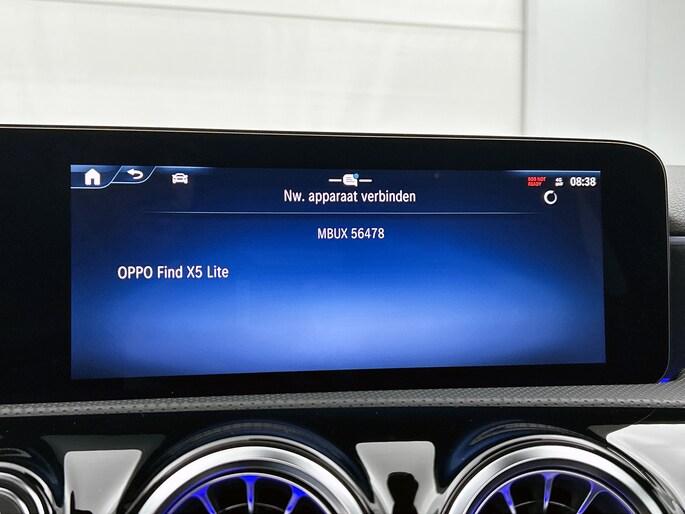 SOS NOT
READY
08:38
Nw. apparaat verbinden
MBUX 56478
OPPO Find X5 Lite